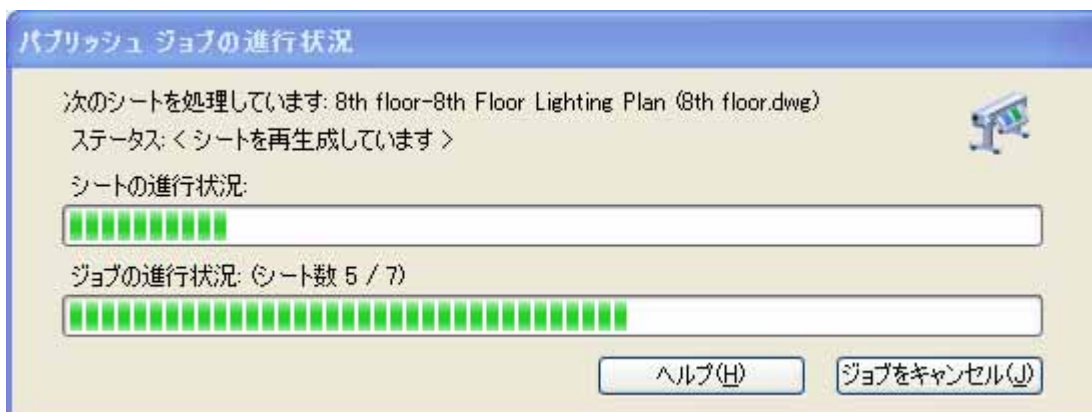 パブリッシュ ジョブの進行状況
次のシートを処理しています: 8th floor-8th Floor Lighting Plan (8th floor.dwg)
ステータス: < シートを再生成しています >
シートの進行状況:
ジョブの進行状況: (シート数 5 / 7)
ヘルプ(H) ジョブをキャンセル(J)